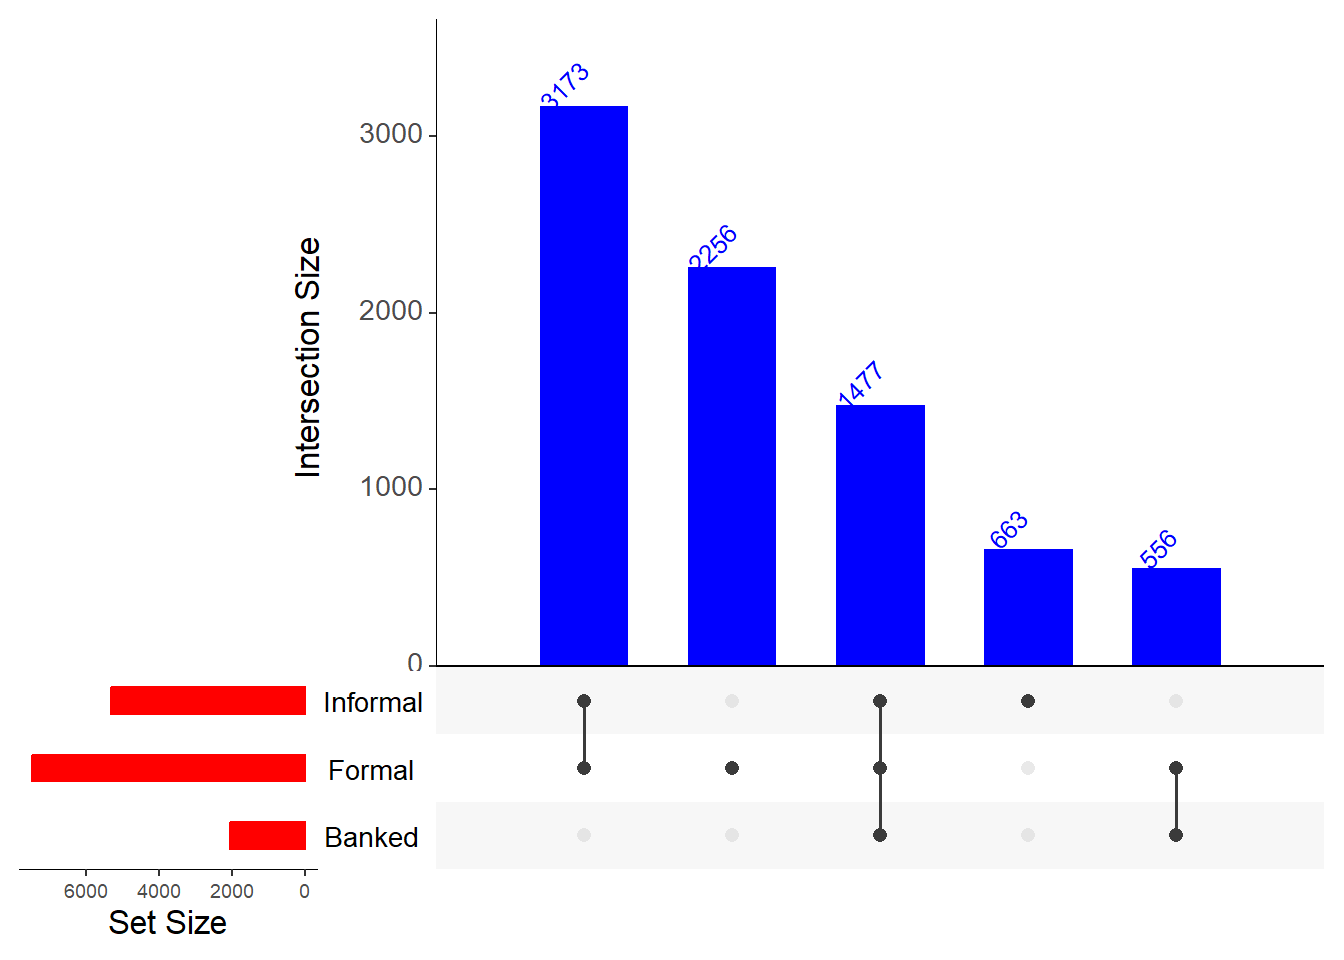 3173
3000
2256
2000
Intersection Size
1477
1000
663
556
0
Informal
Formal
Banked
6000 4000 2000 0
Set Size